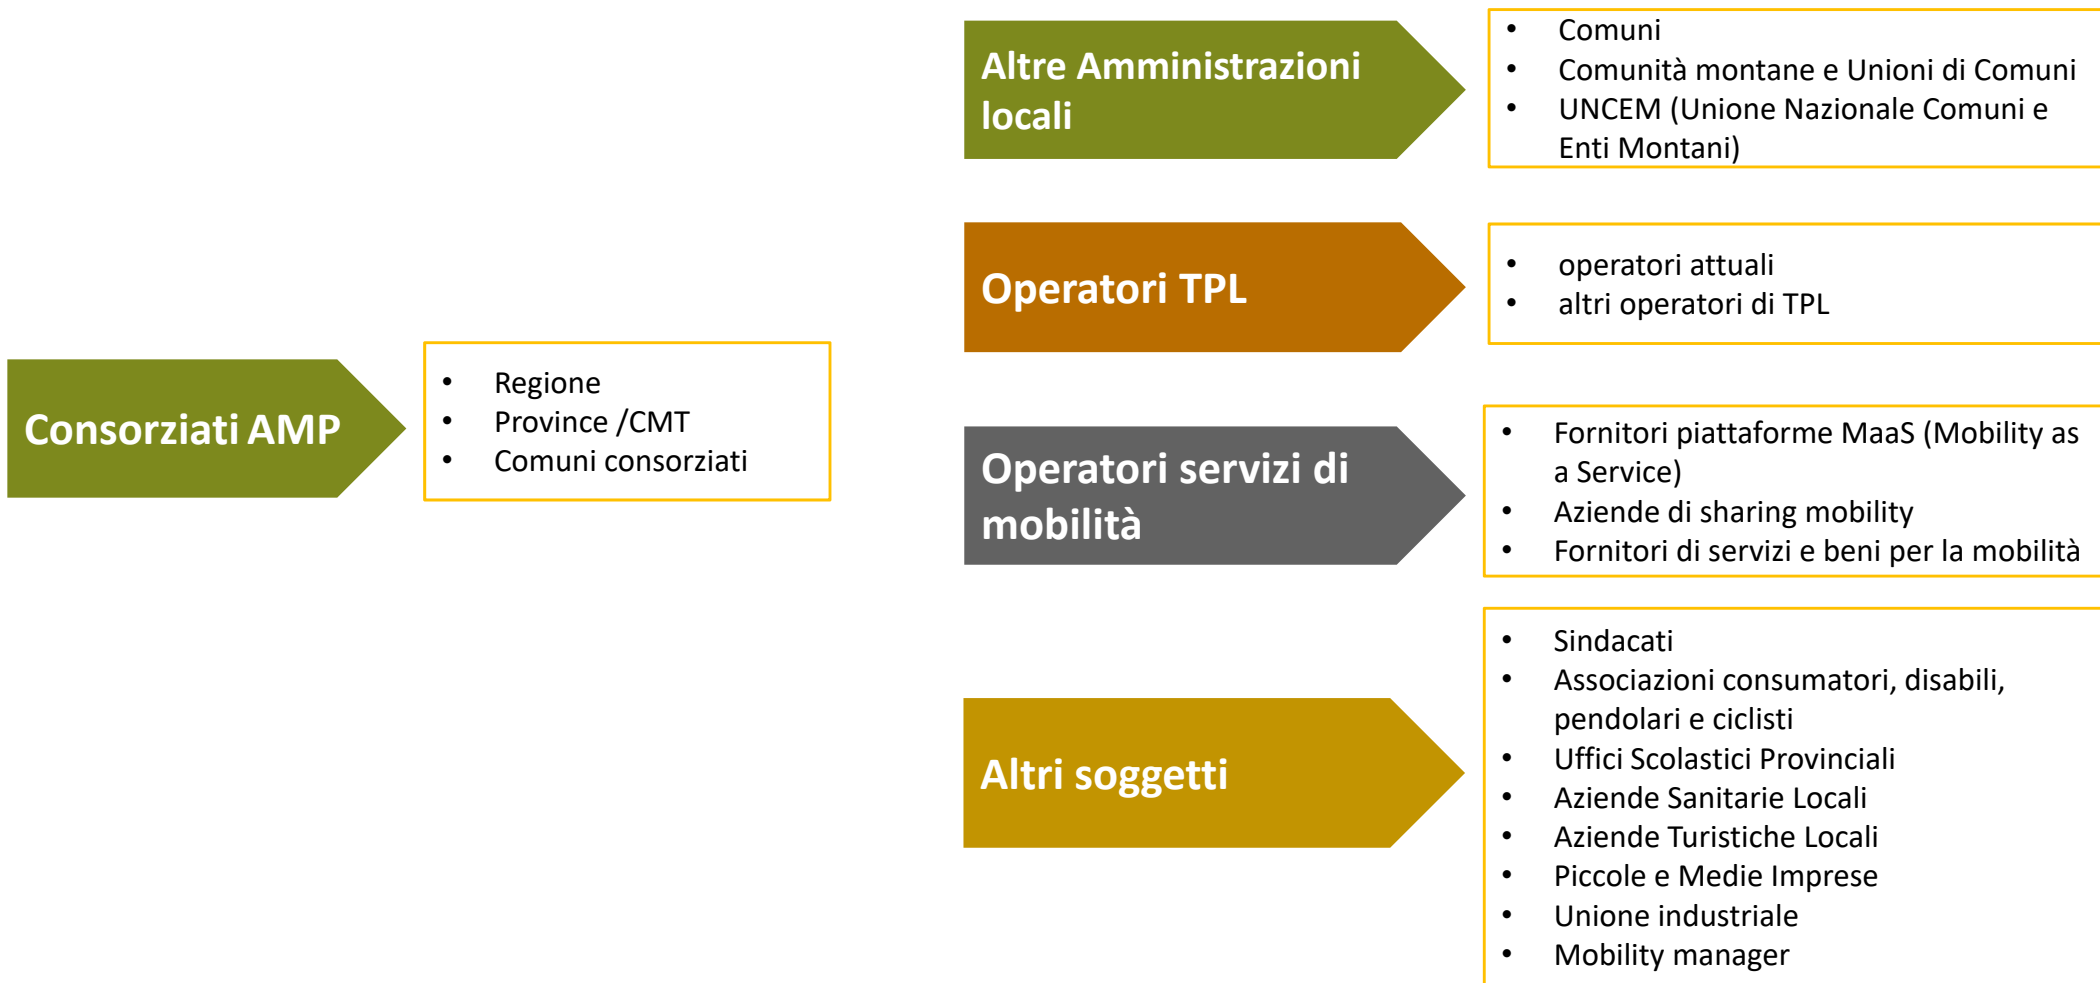 Consorziati AMP
• Regione
• Province /CMT
• Comuni consorziati
Altre Amministrazioni
locali
• Comuni
• Comunità montane e Unioni di Comuni
• UNCEM (Unione Nazionale Comuni e
Enti Montani)
Operatori TPL
• operatori attuali
• altri operatori di TPL
Operatori servizi di
mobilità
• Fornitori piattaforme MaaS (Mobility as
a Service)
• Aziende di sharing mobility
• Fornitori di servizi e beni per la mobilità
Altri soggetti
• Sindacati
• Associazioni consumatori, disabili,
pendolari e ciclisti
• Uffici Scolastici Provinciali
• Aziende Sanitarie Locali
• Aziende Turistiche Locali
• Piccole e Medie Imprese
• Unione industriale
• Mobility manager